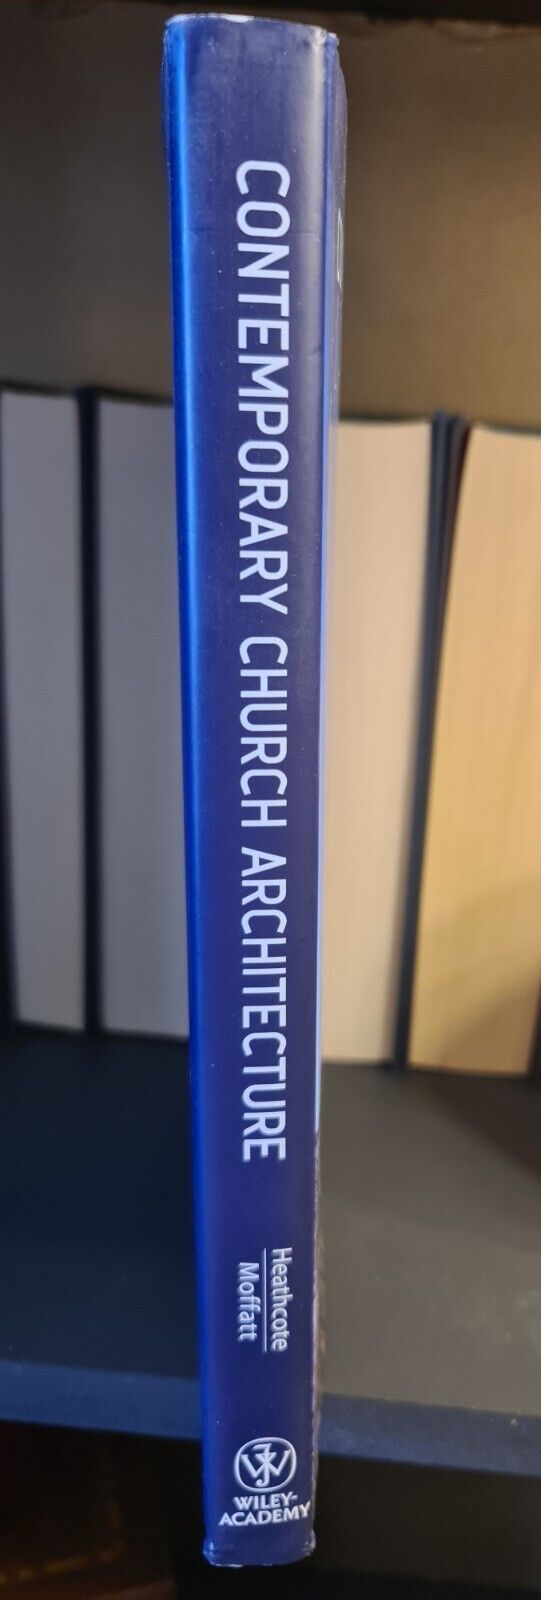 CONTEMPORARY CHURCH ARCHITECTURE
Heathcote
Moffatt
WILEY-
ACADEMY